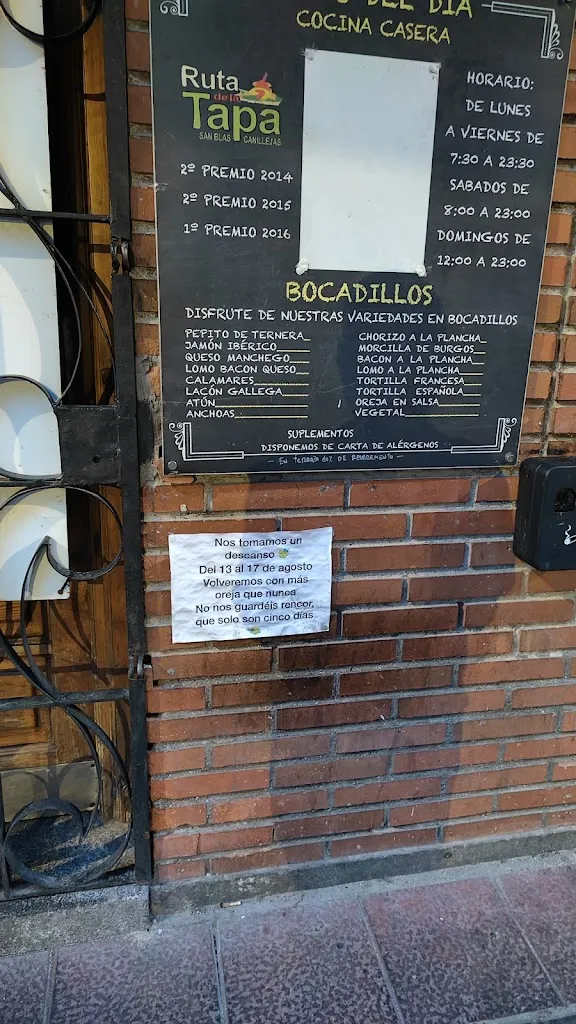 DEL DIA
COCINA CASERA
Ruta
de la
Tapa
SAN BLAS CANILLEJAS
2º PREMIO 2014
2º PREMIO 2015
1º PREMIO 2016
HORARIO:
DE LUNES
A VIERNES DE
7:30 A 23:30
SABADOS DE
8:00 A 23:00
DOMINGOS DE
12:00 A 23:00
BOCADILLOS
DISFRUTE DE NUESTRAS VARIEDADES EN BOCADILLOS
PEPITO DE TERNERA
JAMÓN IBÉRICO
QUESO MANCHEGO
LOMO BACON QUESO
CALAMARES
LACÓN GALLEGA
ATÚN
ANCHOAS
CHORIZO A LA PLANCHA
MORCILLA DE BURGOS
BACON A LA PLANCHA
LOMO A LA PLANCHA
TORTILLA FRANCESA
TORTILLA ESPAÑOLA
OREJA EN SALSA
VEGETAL
SUPLEMENTOS
DISPONEMOS DE CARTA DE ALÉRGENOS
Nos tomamos un
descanso
Del 13 al 17 de agosto
Volveremos con más
oreja que nunca
No nos guardéis rencor,
que solo son cinco días